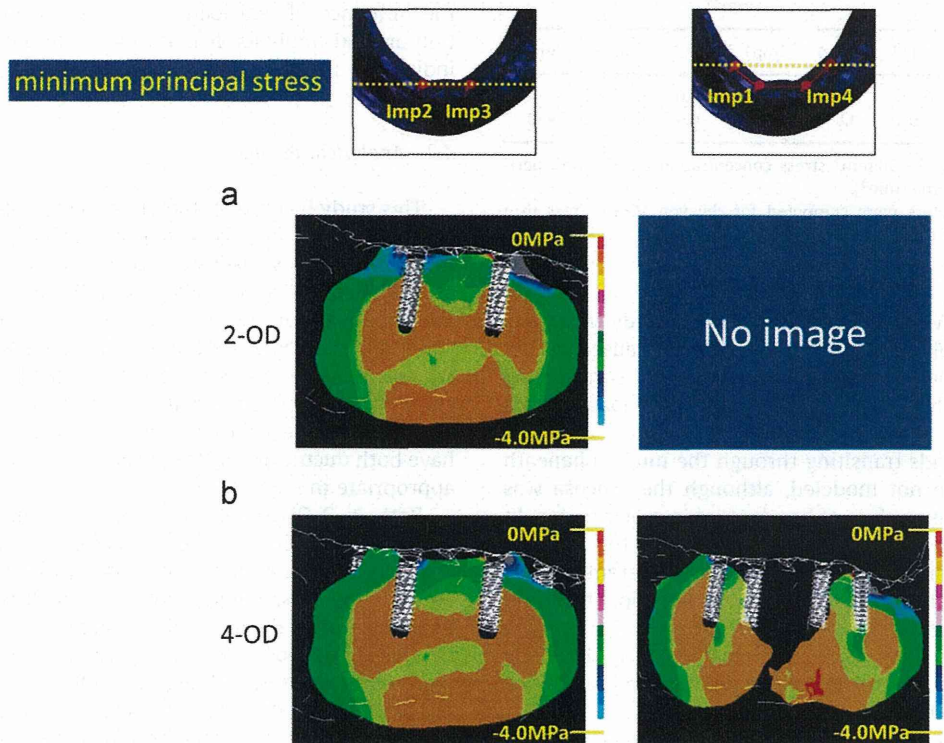 minimum principal stress
Imp2 Imp3
Imp1 Imp4
a
0MPa
2-OD
-4.0MPa
No image
b
0MPa
4-OD
-4.0MPa
0MPa
-4.0MPa